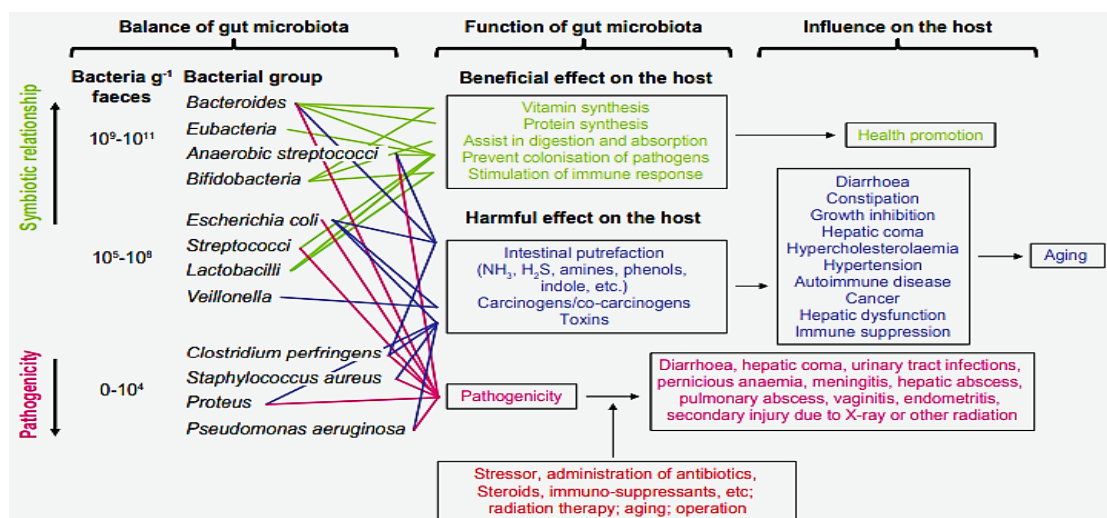 Balance of gut microbiota
Function of gut microbiota
Influence on the host
Bacteria g⁻¹
faeces
Bacterial group
Symbiotic relationship
10⁹-10¹¹
Bacteroides
Eubacteria
Anaerobic streptococci
Bifidobacteria
10⁵-10⁸
Escherichia coli
Streptococci
Lactobacilli
Veillonella
Pathogenicity
0-10⁴
Clostridium perfringens
Staphylococcus aureus
Proteus
Pseudomonas aeruginosa
Beneficial effect on the host
Vitamin synthesis
Protein synthesis
Assist in digestion and absorption
Prevent colonisation of pathogens
Stimulation of immune response
Health promotion
Harmful effect on the host
Intestinal putrefaction
(NH₃, H₂S, amines, phenols,
indole, etc.)
Carcinogens/co-carcinogens
Toxins
Diarrhoea
Constipation
Growth inhibition
Hepatic coma
Hypercholesterolaemia
Hypertension
Autoimmune disease
Cancer
Hepatic dysfunction
Immune suppression
Aging
Pathogenicity
Diarrhoea, hepatic coma, urinary tract infections,
pernicious anaemia, meningitis, hepatic abscess,
pulmonary abscess, vaginitis, endometritis,
secondary injury due to X-ray or other radiation
Stressor, administration of antibiotics,
Steroids, immuno-suppressants, etc;
radiation therapy; aging; operation